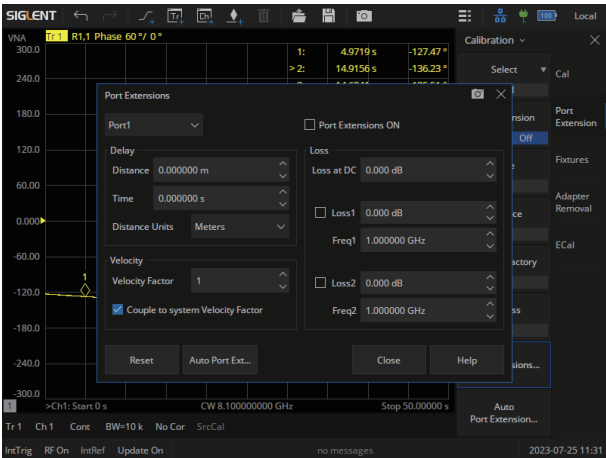 SIGLENT Tr Ch 100 Local
VNA Tr 1 R1,1 Phase 60 °/ 0 ° Calibration
300.0 1: 4.9719 s -127.47 °
240.0 > 2: 14.9156 s -136.23 ° Select Cal
Port Extensions
180.0 Port1 Port Extensions ON Port Extension
Off
120.0 Delay Loss
Distance 0.000000 m Loss at DC 0.000 dB Fixtures
60.00 Time 0.000000 s Adapter Removal
Loss1 0.000 dB
0.000 Distance Units Meters Freq1 1.000000 GHz
ECal
-60.00 Velocity
1 Velocity Factor 1 Loss2 0.000 dB
-120.0 Couple to system Velocity Factor Freq2 1.000000 GHz
-180.0
Reset Auto Port Ext... Close Help
-240.0
-300.0
1 >Ch1: Start 0 s CW 8.100000000 GHz Stop 50.00000 s Auto
Port Extension...
Tr 1 Ch 1 Cont BW=10 k No Cor SrcCal
IntTrig RF On IntRef Update On no messages 2023-07-25 11:31